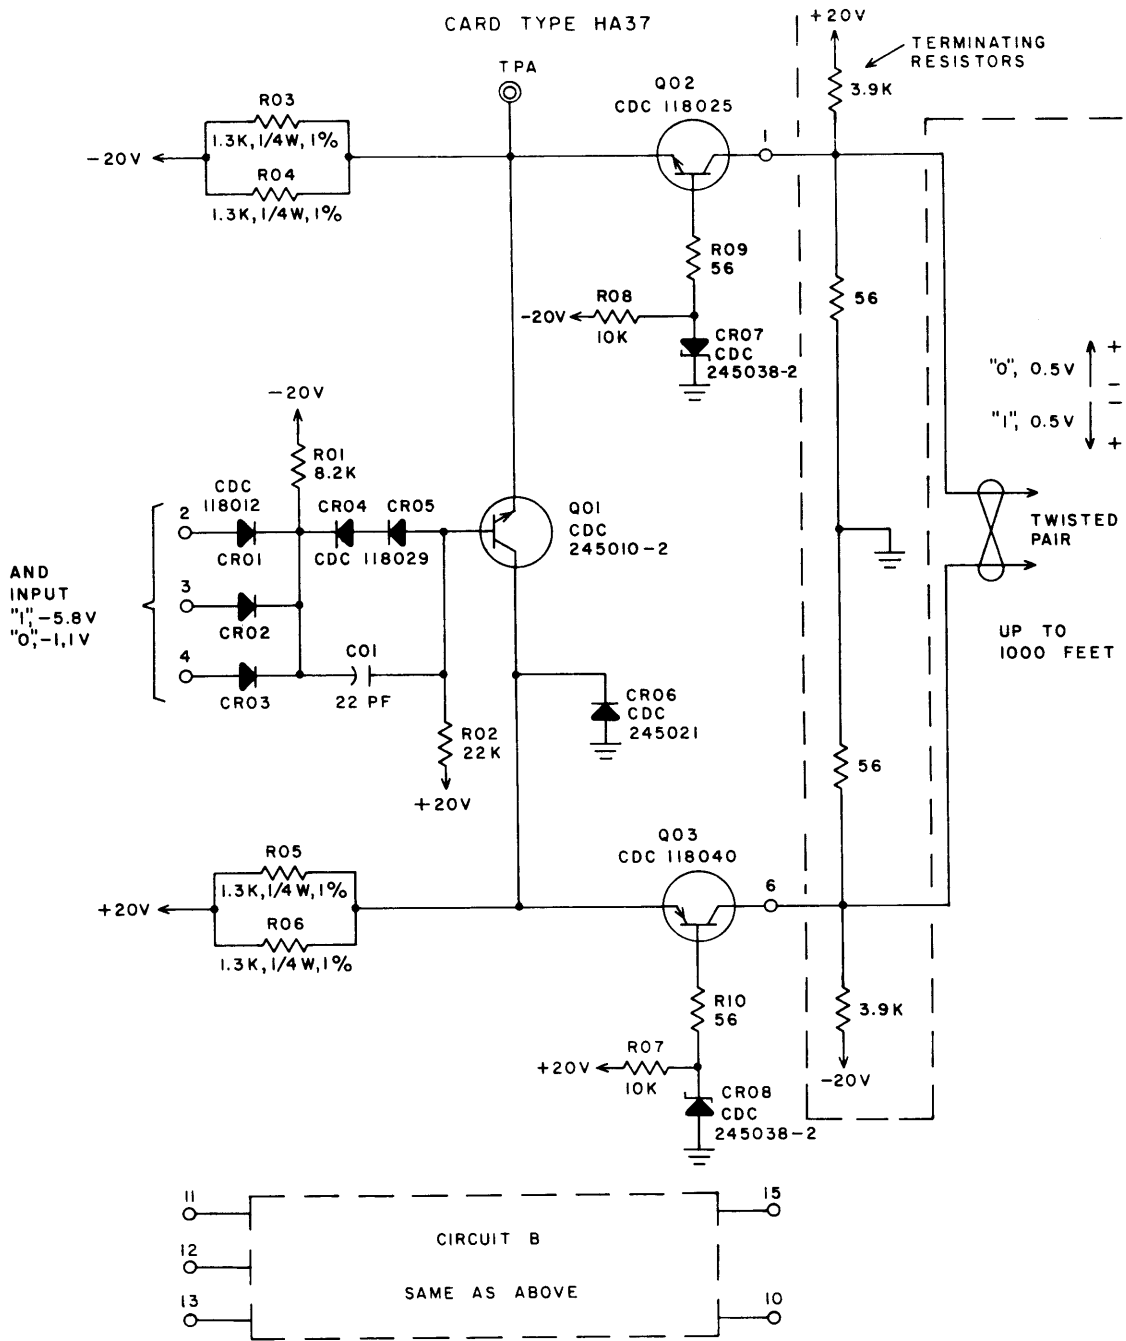 CARD TYPE HA37
+20V
TERMINATING
RESISTORS
3.9K
TPA
Q02
CDC 118025
1
R03
1.3K, 1/4W, 1%
-20V
R04
1.3K, 1/4W, 1%
R09
56
R08
-20V
10K
CR07
CDC
245038-2
56
"0", 0.5V
+
-
"1", 0.5V
-
+
-20V
R01
8.2K
CDC
118012
2
CR01
CR04
CR05
CDC 118029
Q01
CDC
245010-2
TWISTED
PAIR
AND
INPUT
"1", -5.8V
"0", -1.1V
3
CR02
4
CR03
C01
22 PF
UP TO
1000 FEET
CR06
CDC
245021
R02
22K
+20V
56
Q03
CDC 118040
6
R05
1.3K, 1/4W, 1%
+20V
R06
1.3K, 1/4W, 1%
R10
56
3.9K
-20V
R07
+20V
10K
CR08
CDC
245038-2
11
15
CIRCUIT B
12
SAME AS ABOVE
13
10